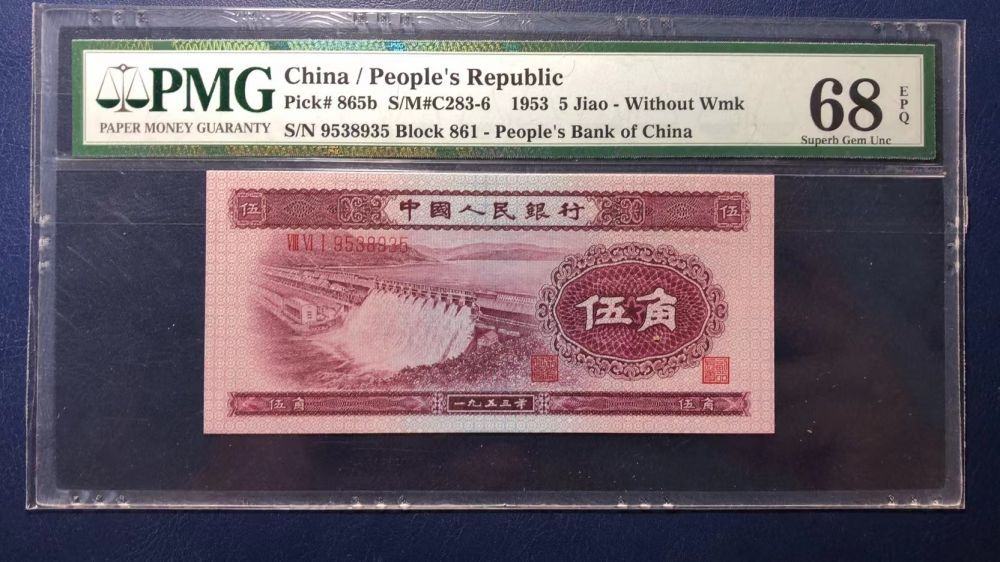 PMG
PAPER MONEY GUARANTY
China / People's Republic
Pick# 865b S/M#C283-6 1953 5 Jiao - Without Wmk
S/N 9538935 Block 861 - People's Bank of China
68 EPQ
Superb Gem Unc
伍 中國人民銀行 伍
VIII VI I 9538935
伍角
伍角 一九五三年 伍角